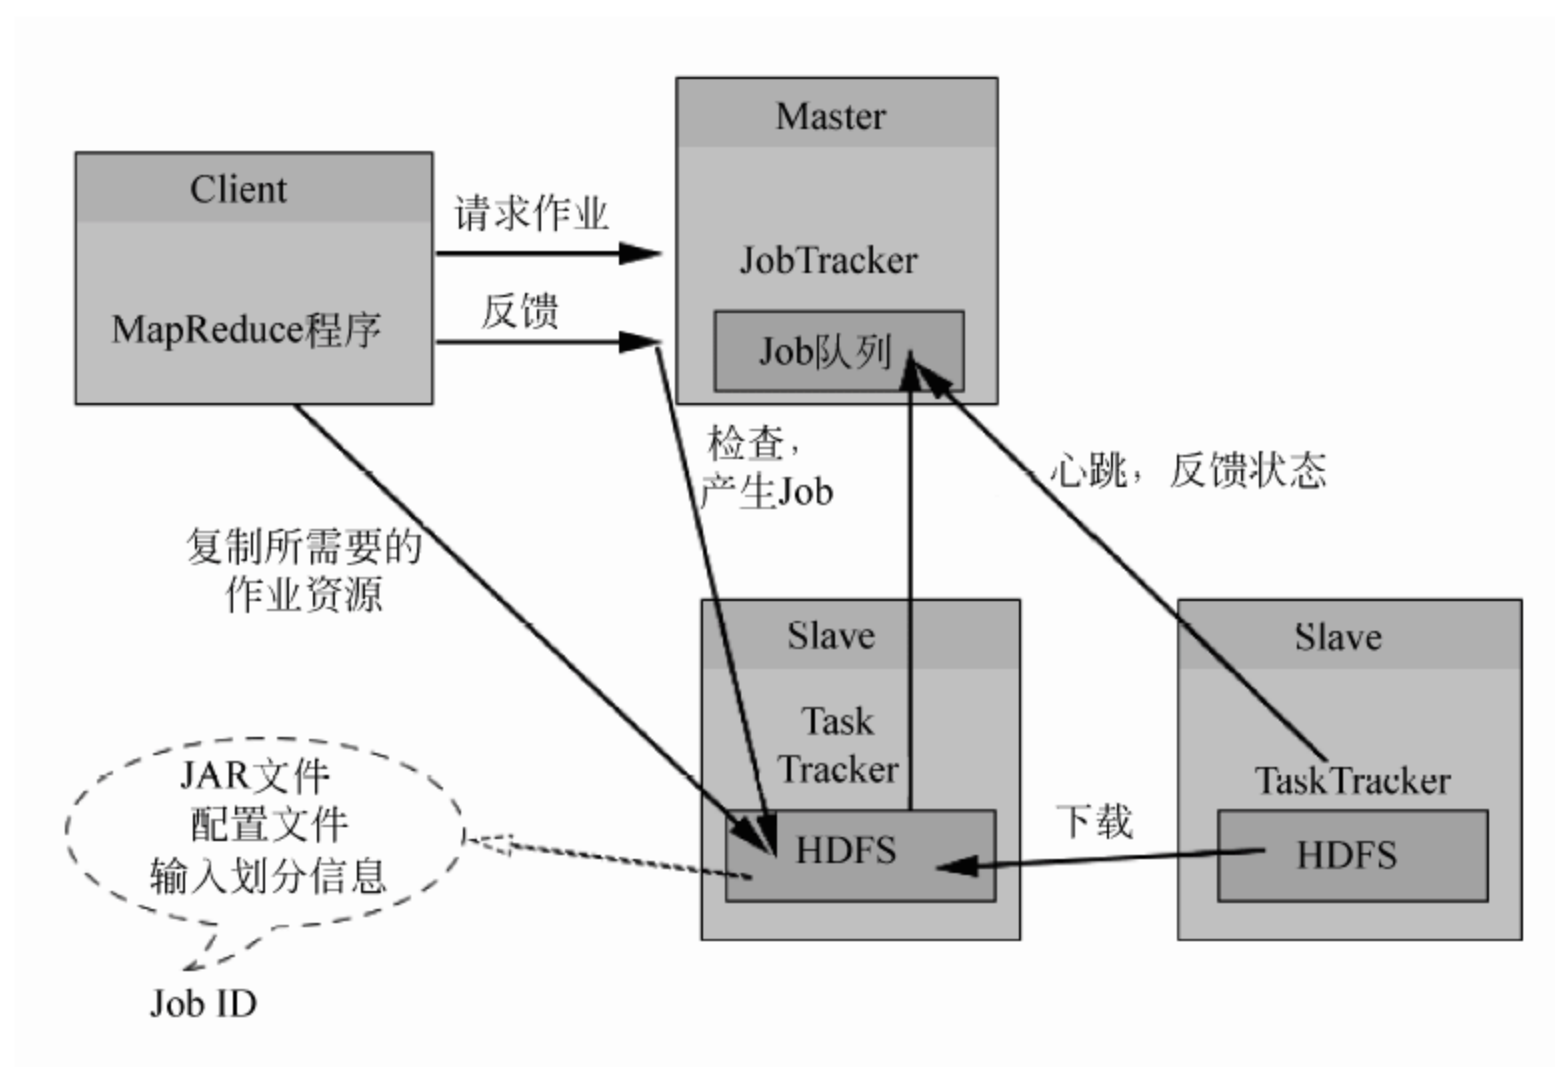 Master
Client
请求作业
JobTracker
反馈
MapReduce程序
Job队列
检查，
产生Job
心跳，反馈状态
复制所需要的
作业资源
Slave
Slave
Task
Tracker
JAR文件
TaskTracker
配置文件
下载
HDFS
HDFS
输入划分信息
Job ID